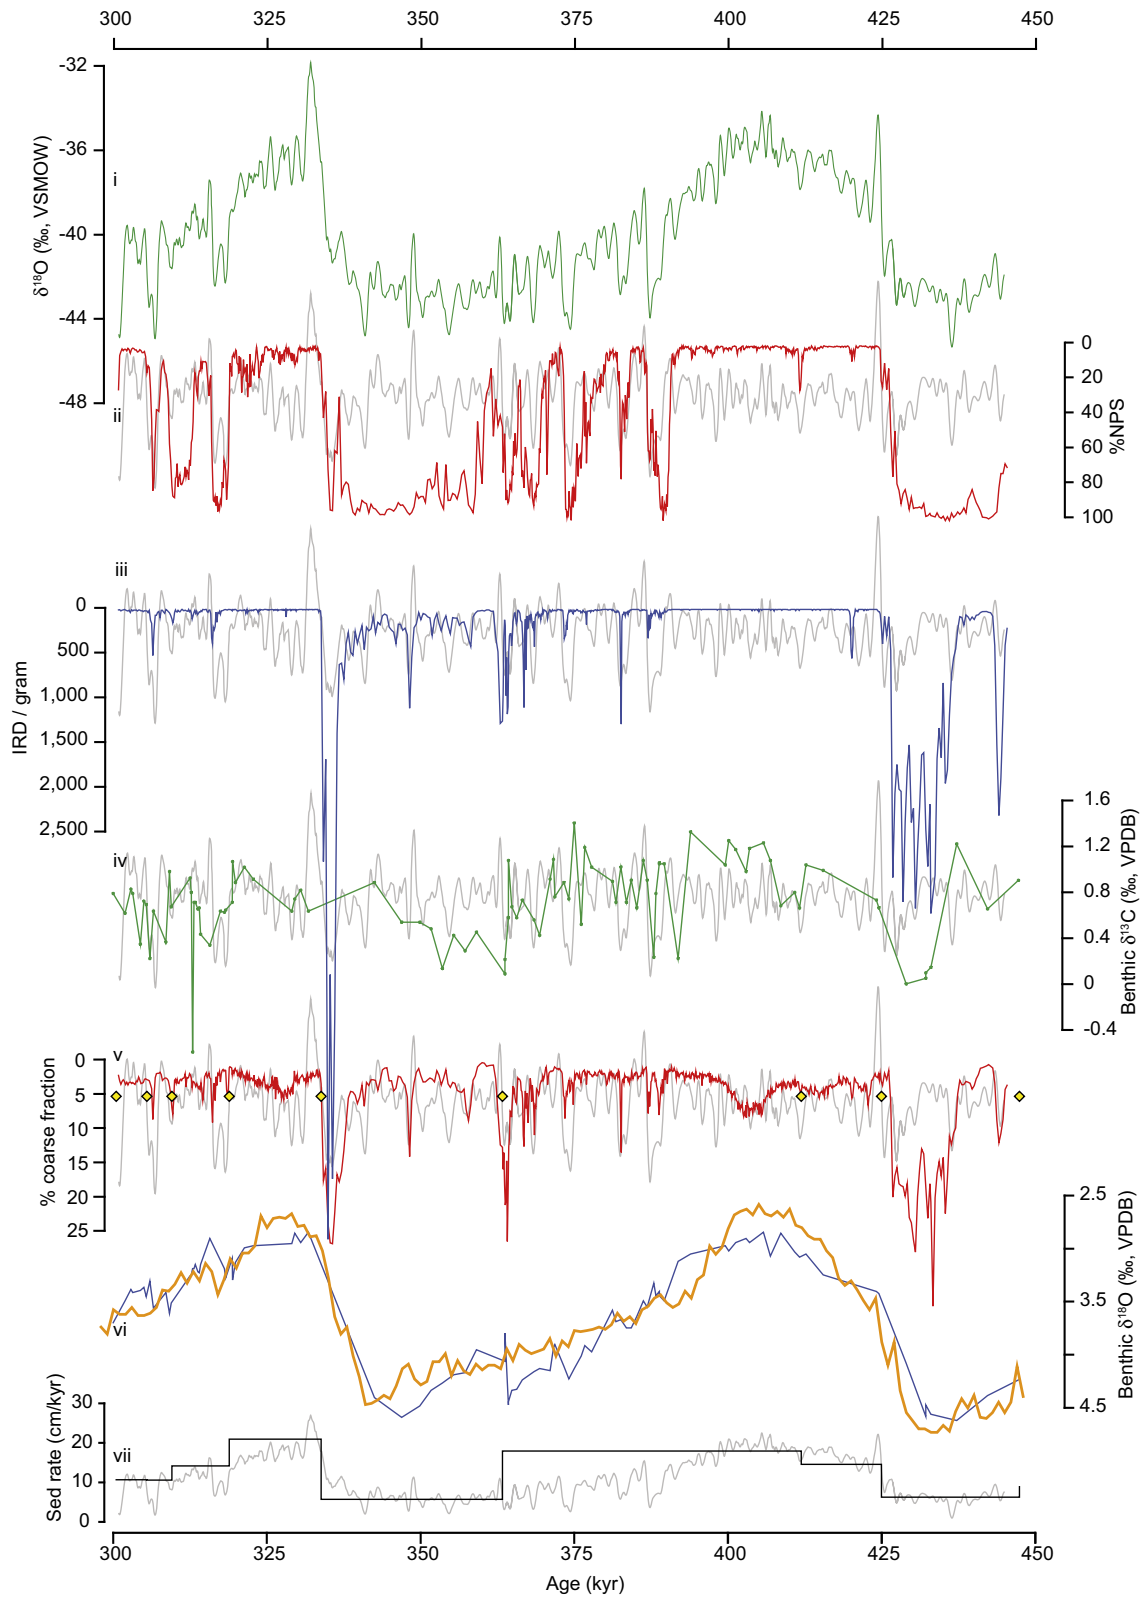 300 325 350 375 400 425 450
-32
-36
-40
-44
-48
δ¹⁸O (‰, VSMOW)
i
0
20
40
60
80
100
%NPS
ii
iii
0
500
1,000
1,500
2,000
2,500
IRD / gram
1.6
1.2
0.8
0.4
0
-0.4
Benthic δ¹³C (‰, VPDB)
iv
v
0
5
10
15
20
25
% coarse fraction
2.5
3.5
4.5
Benthic δ¹⁸O (‰, VPDB)
vi
30
20
10
0
Sed rate (cm/kyr)
vii
300 325 350 375 400 425 450
Age (kyr)